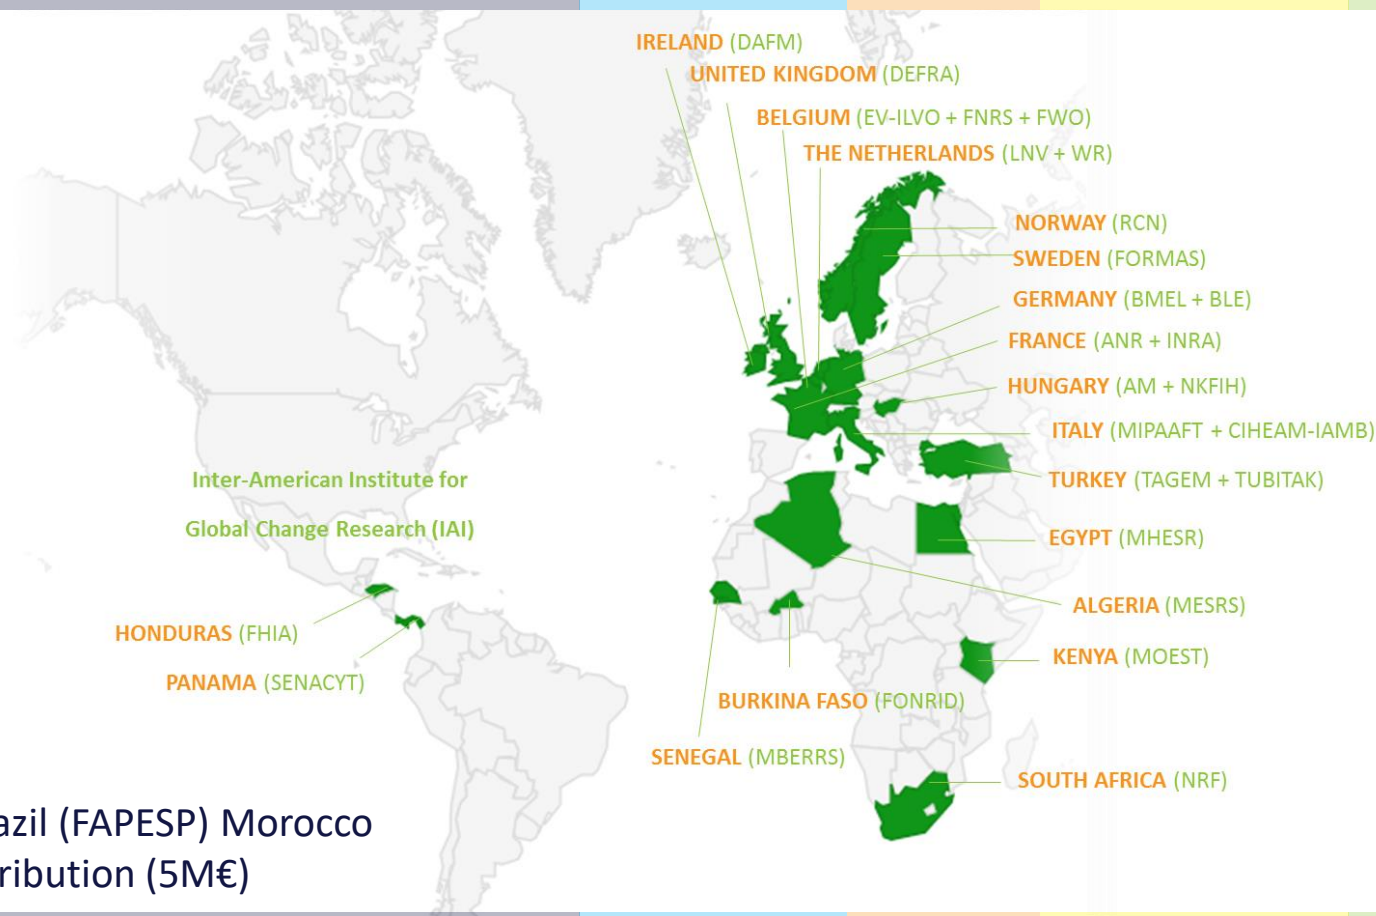 IRELAND (DAFM)
UNITED KINGDOM (DEFRA)
BELGIUM (EV-ILVO + FNRS + FWO)
THE NETHERLANDS (LNV + WR)
NORWAY (RCN)
SWEDEN (FORMAS)
GERMANY (BMEL + BLE)
FRANCE (ANR + INRA)
HUNGARY (AM + NKFIH)
ITALY (MIPAAFT + CIHEAM-IAMB)
TURKEY (TAGEM + TUBITAK)
EGYPT (MHESR)
ALGERIA (MESRS)
KENYA (MOEST)
BURKINA FASO (FONRID)
SENEGAL (MBERRS)
SOUTH AFRICA (NRF)
Inter-American Institute for
Global Change Research (IAI)
HONDURAS (FHIA)
PANAMA (SENACYT)
azil (FAPESP) Morocco
tribution (5M€)